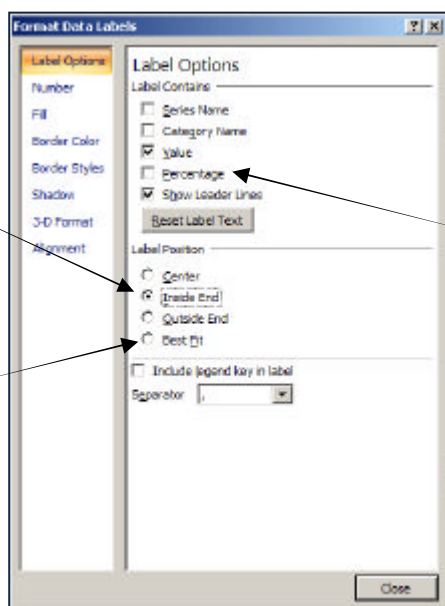 Format Data Labels
Label Options
Number
Fill
Border Color
Border Styles
Shadow
3-D Format
Alignment
Label Options
Label Contains
Series Name
Category Name
Value
Percentage
Show Leader Lines
Reset Label Text
Label Position
Center
Inside End
Outside End
Best Fit
Include legend key in label
Separator ,
Close